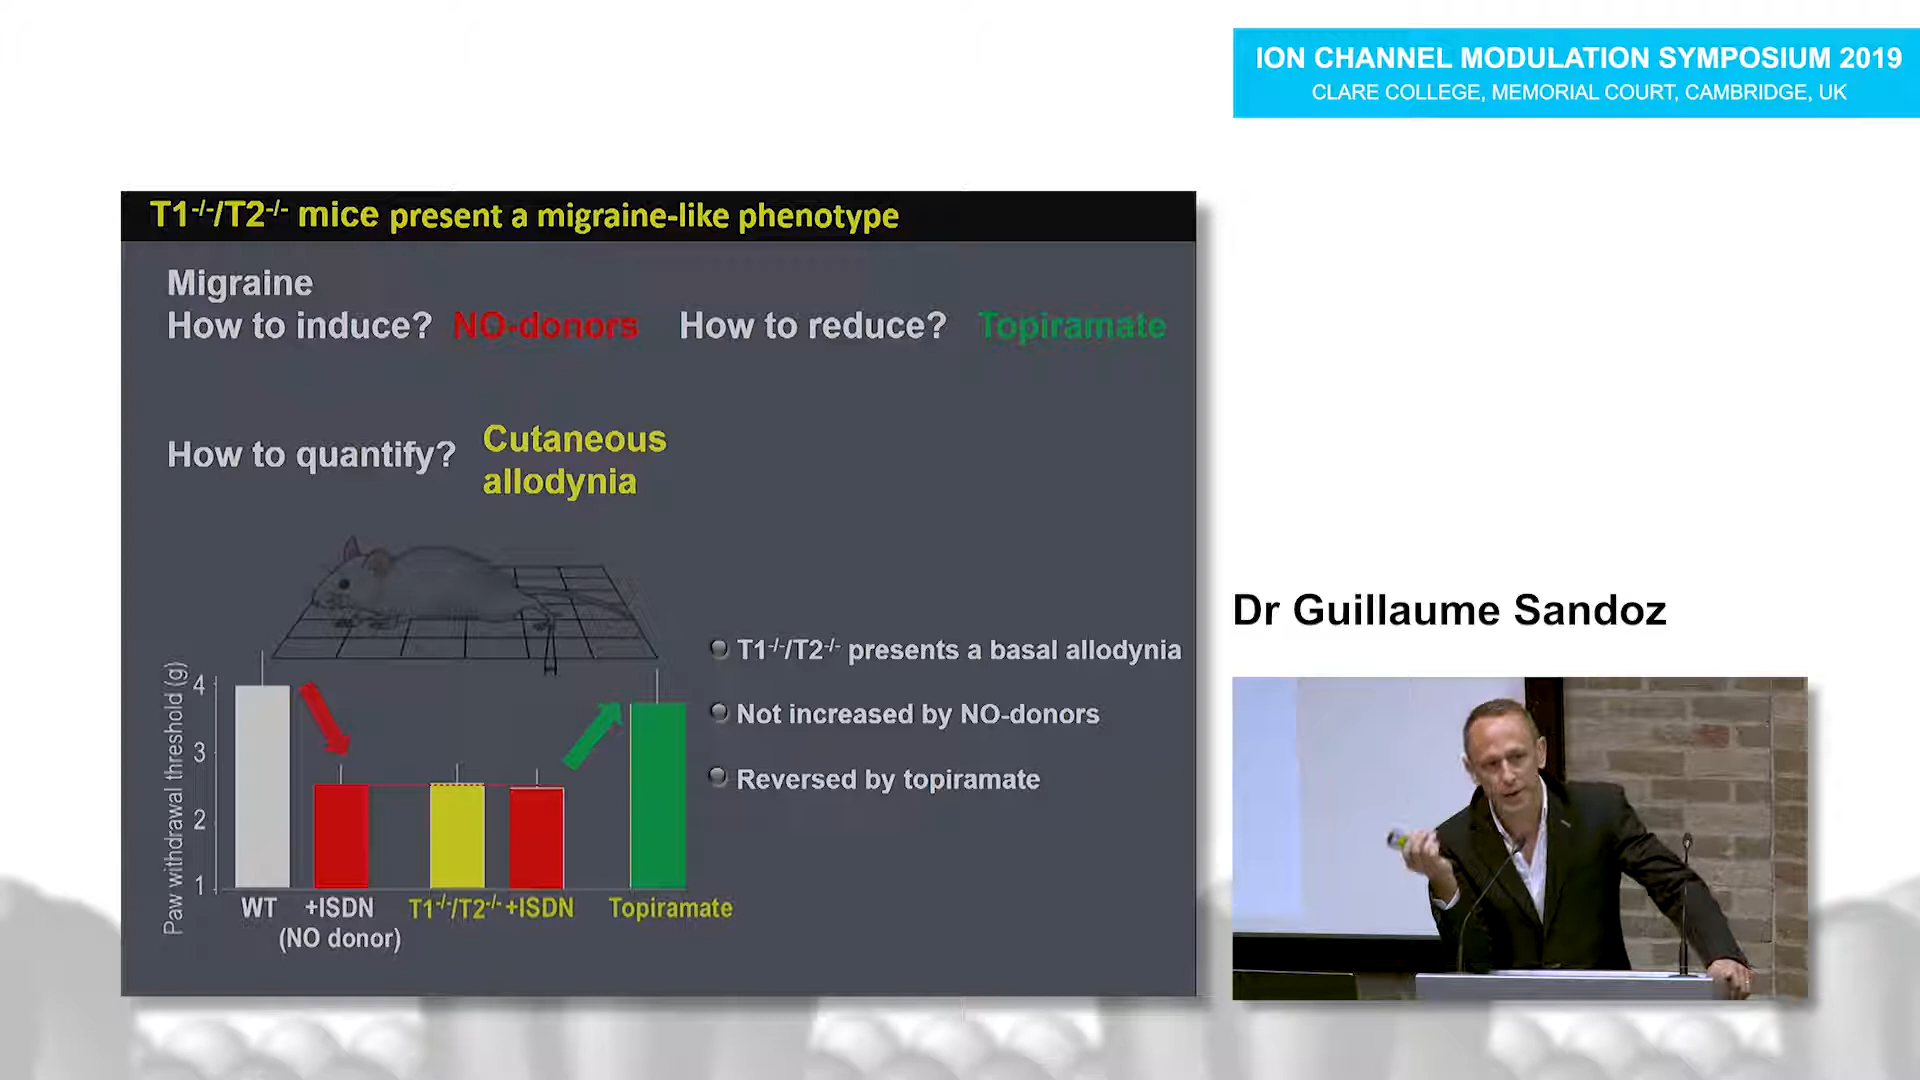 ION CHANNEL MODULATION SYMPOSIUM 2019
CLARE COLLEGE, MEMORIAL COURT, CAMBRIDGE, UK
T1-/-/T2-/- mice present a migraine-like phenotype
Migraine
How to induce? NO-donors How to reduce? Topiramate
How to quantify? Cutaneous
allodynia
T1-/-/T2-/- presents a basal allodynia
Not increased by NO-donors
Reversed by topiramate
Paw withdrawal threshold (g)
4
3
2
1
WT +ISDN T1-/-/T2-/- +ISDN Topiramate
(NO donor)
Dr Guillaume Sandoz